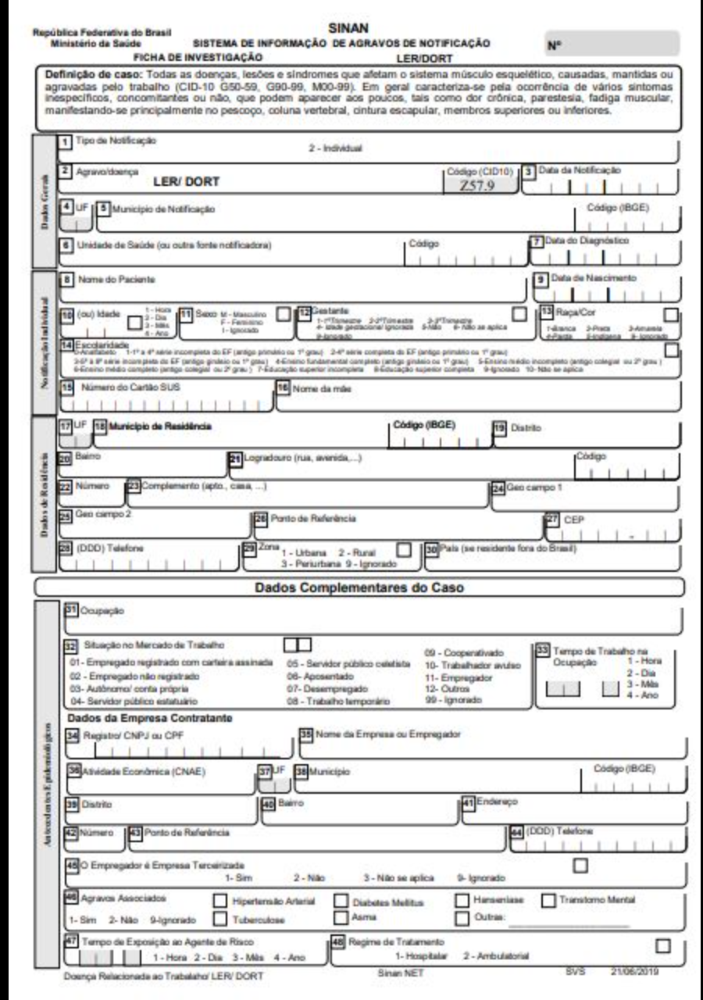 SINAN
República Federativa do Brasil
Ministério da Saúde
SISTEMA DE INFORMAÇÃO DE AGRAVOS DE NOTIFICAÇÃO
Nº
FICHA DE INVESTIGAÇÃO LER/DORT
Definição de caso: Todas as doenças, lesões e síndromes que afetam o sistema músculo esquelético, causadas, mantidas ou
agravadas pelo trabalho (CID-10 G50-59, G90-99, M00-99). Em geral caracteriza-se pela ocorrência de vários sintomas
inespecíficos, concomitantes ou não, que podem aparecer aos poucos, tais como dor crônica, parestesia, fadiga muscular,
manifestando-se principalmente no pescoço, coluna vertebral, cintura escapular, membros superiores ou inferiores.
Dados Gerais
1 Tipo de Notificação
2 - Individual
2 Agravo/doença
LER/ DORT
Código (CID10)
Z57.9
3 Data da Notificação
4 UF
5 Município de Notificação
Código (IBGE)
6 Unidade de Saúde (ou outra fonte notificadora)
Código
7 Data do Diagnóstico
Notificação Individual
8 Nome do Paciente
9 Data de Nascimento
10 (ou) Idade
1 - Hora
2 - Dia
3 - Mês
4 - Ano
11 Sexo M - Masculino
F - Feminino
I - Ignorado
12 Gestante
1-1ºTrimestre 2-2ºTrimestre 3-3ºTrimestre
4- Idade gestacional Ignorada 5-Não 6- Não se aplica
9-Ignorado
13 Raça/Cor
1-Branca 2-Preta 3-Amarela
4-Parda 5-Indígena 9- Ignorado
14 Escolaridade
0-Analfabeto 1-1ª a 4ª série incompleta do EF (antigo primário ou 1º grau) 2-4ª série completa do EF (antigo primário ou 1º grau)
3-5ª à 8ª série incompleta do EF (antigo ginásio ou 1º grau) 4-Ensino fundamental completo (antigo ginásio ou 1º grau) 5-Ensino médio incompleto (antigo colegial ou 2º grau )
6-Ensino médio completo (antigo colegial ou 2º grau ) 7-Educação superior incompleta 8-Educação superior completa 9-Ignorado 10- Não se aplica
15 Número do Cartão SUS
16 Nome da mãe
Dados de Residência
17 UF
18 Município de Residência
Código (IBGE)
19 Distrito
20 Bairro
21 Logradouro (rua, avenida,...)
Código
22 Número
23 Complemento (apto., casa, ...)
24 Geo campo 1
25 Geo campo 2
26 Ponto de Referência
27 CEP
-
28 (DDD) Telefone
29 Zona
1 - Urbana 2 - Rural
3 - Periurbana 9 - Ignorado
30 País (se residente fora do Brasil)
Dados Complementares do Caso
Antecedentes Epidemiológicos
31 Ocupação
32 Situação no Mercado de Trabalho
01- Empregado registrado com carteira assinada
02 - Empregado não registrado
03- Autônomo/ conta própria
04- Servidor público estatuário
05 - Servidor público celetista
06- Aposentado
07- Desempregado
08 - Trabalho temporário
09 - Cooperativado
10- Trabalhador avulso
11- Empregador
12- Outros
99 - Ignorado
33 Tempo de Trabalho na
Ocupação
1 - Hora
2 - Dia
3 - Mês
4 - Ano
Dados da Empresa Contratante
34 Registro/ CNPJ ou CPF
35 Nome da Empresa ou Empregador
36 Atividade Econômica (CNAE)
37 UF
38 Município
Código (IBGE)
39 Distrito
40 Bairro
41 Endereço
42 Número
43 Ponto de Referência
44 (DDD) Telefone
45 O Empregador é Empresa Terceirizada
1- Sim 2 - Não 3 - Não se aplica 9- Ignorado
46 Agravos Associados
1- Sim 2- Não 9-Ignorado
Hipertensão Arterial
Tuberculose
Diabetes Mellitus
Asma
Hanseníase
Outras:
Transtorno Mental
47 Tempo de Exposição ao Agente de Risco
1 - Hora 2 - Dia 3 - Mês 4 - Ano
48 Regime de Tratamento
1- Hospitalar 2 - Ambulatorial
Doença Relacionada ao Trabalaho/ LER/ DORT
Sinan NET
SVS 21/06/2019